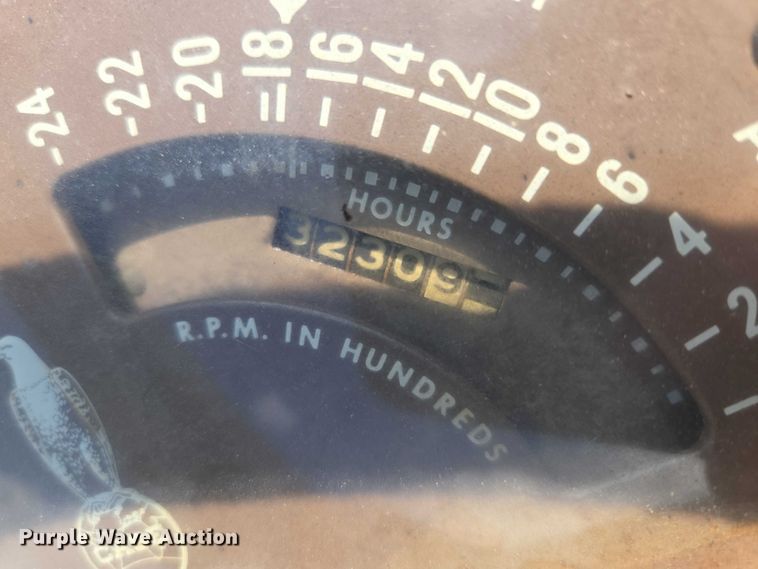 -24 -22 -20 =18 16 14 12 10 8 6 4 2
HOURS
32309
R.P.M. IN HUNDREDS
CASE
Purple Wave Auction